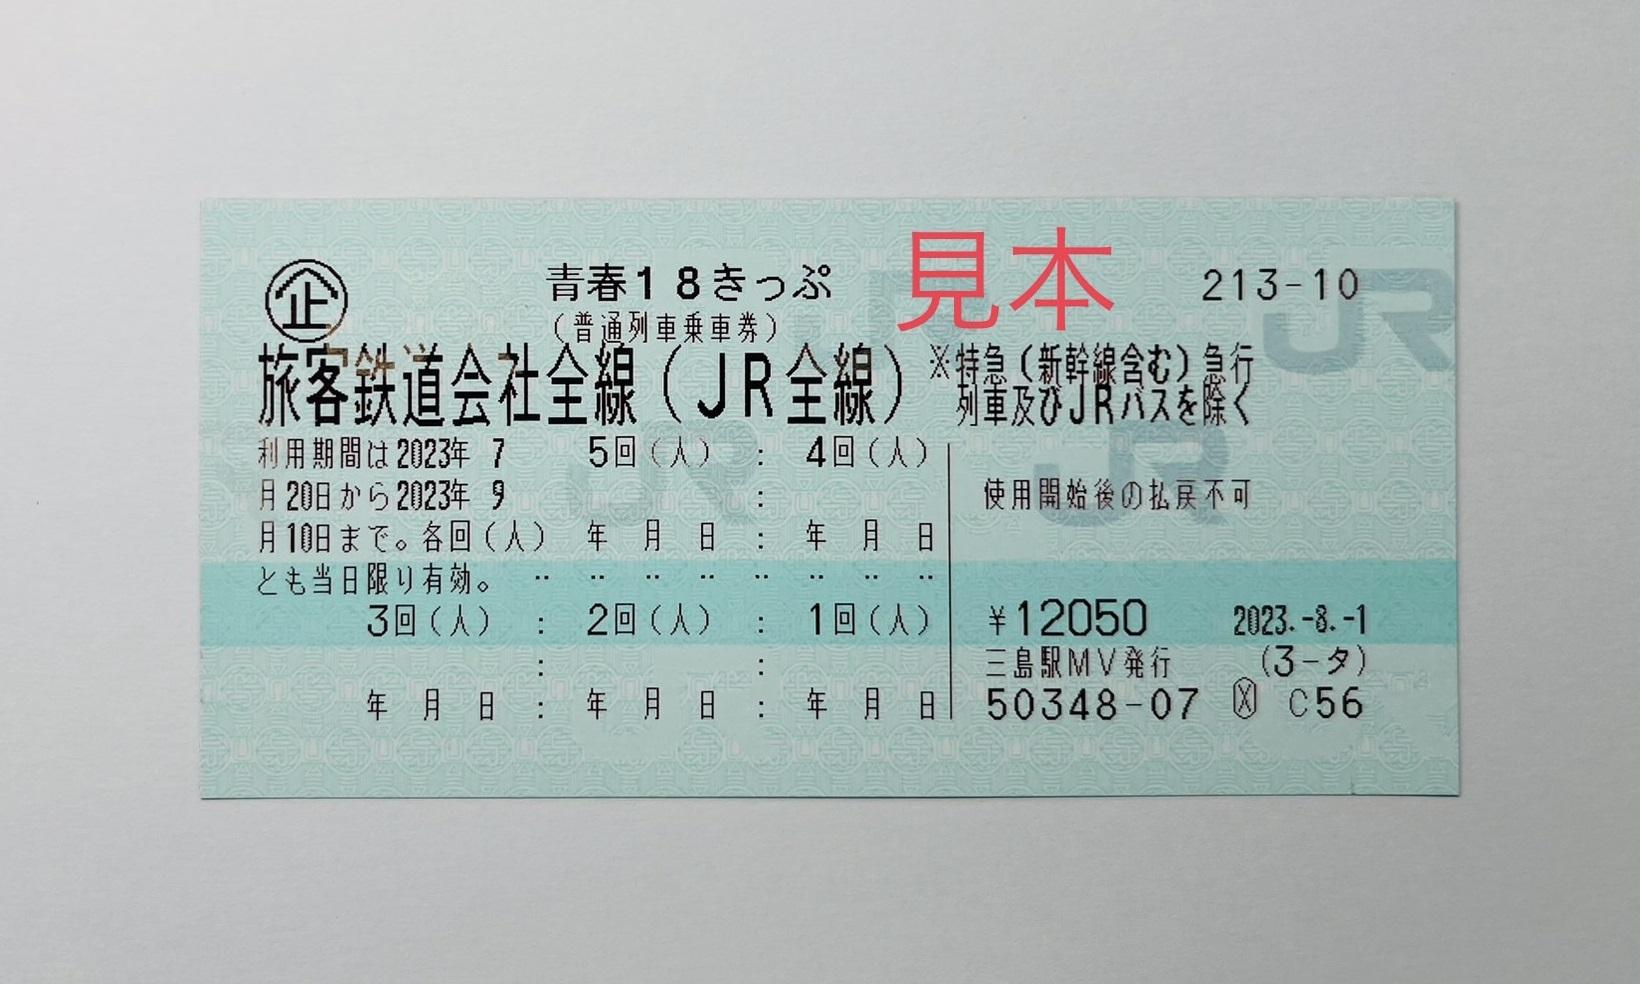 企 青春18きっぷ 見本 213-10
（普通列車乗車券）
旅客鉄道会社全線（JR全線） ※特急（新幹線含む）急行
列車及びJRバスを除く
利用期間は2023年 7 5回（人） : 4回（人）
月20日から2023年 9 : 使用開始後の払戻不可
月10日まで。各回（人） 年 月 日 : 年 月 日
とも当日限り有効。 ‥ ‥ ‥ ‥ ‥ ‥ ‥ ‥
3回（人） : 2回（人） : 1回（人） ¥12050 2023.-8.-1
: : 三島駅MV発行 (3-タ)
年 月 日 : 年 月 日 : 年 月 日 50348-07 Ⓧ C56
JR
JR
JR
JR